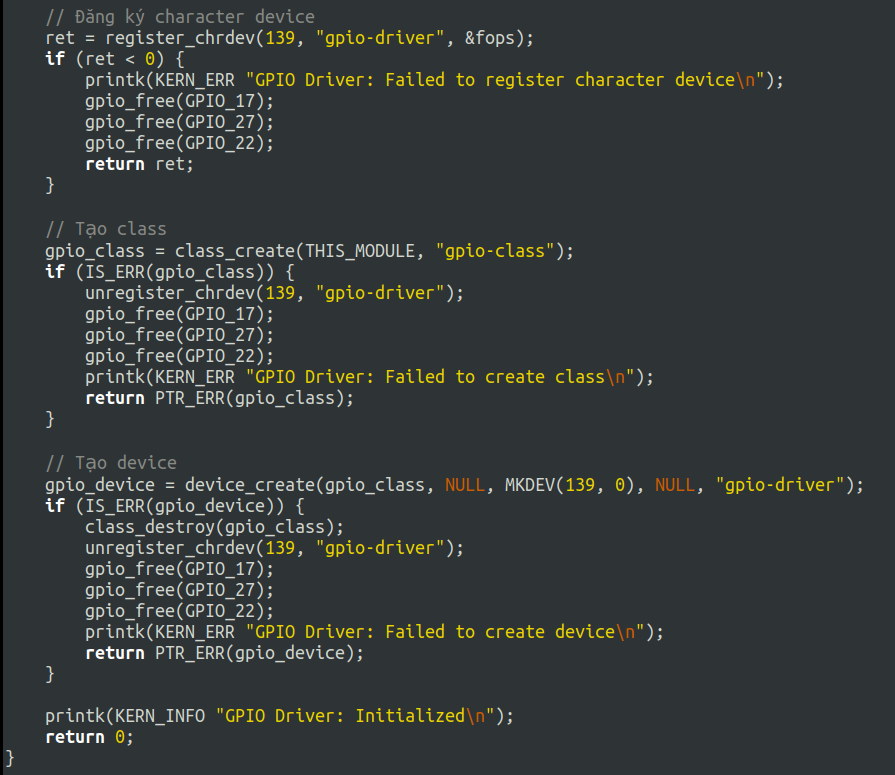 // Đăng ký character device
ret = register_chrdev(139, "gpio-driver", &fops);
if (ret < 0) {
printk(KERN_ERR "GPIO Driver: Failed to register character device\n");
gpio_free(GPIO_17);
gpio_free(GPIO_27);
gpio_free(GPIO_22);
return ret;
}
// Tạo class
gpio_class = class_create(THIS_MODULE, "gpio-class");
if (IS_ERR(gpio_class)) {
unregister_chrdev(139, "gpio-driver");
gpio_free(GPIO_17);
gpio_free(GPIO_27);
gpio_free(GPIO_22);
printk(KERN_ERR "GPIO Driver: Failed to create class\n");
return PTR_ERR(gpio_class);
}
// Tạo device
gpio_device = device_create(gpio_class, NULL, MKDEV(139, 0), NULL, "gpio-driver");
if (IS_ERR(gpio_device)) {
class_destroy(gpio_class);
unregister_chrdev(139, "gpio-driver");
gpio_free(GPIO_17);
gpio_free(GPIO_27);
gpio_free(GPIO_22);
printk(KERN_ERR "GPIO Driver: Failed to create device\n");
return PTR_ERR(gpio_device);
}
printk(KERN_INFO "GPIO Driver: Initialized\n");
return 0;
}